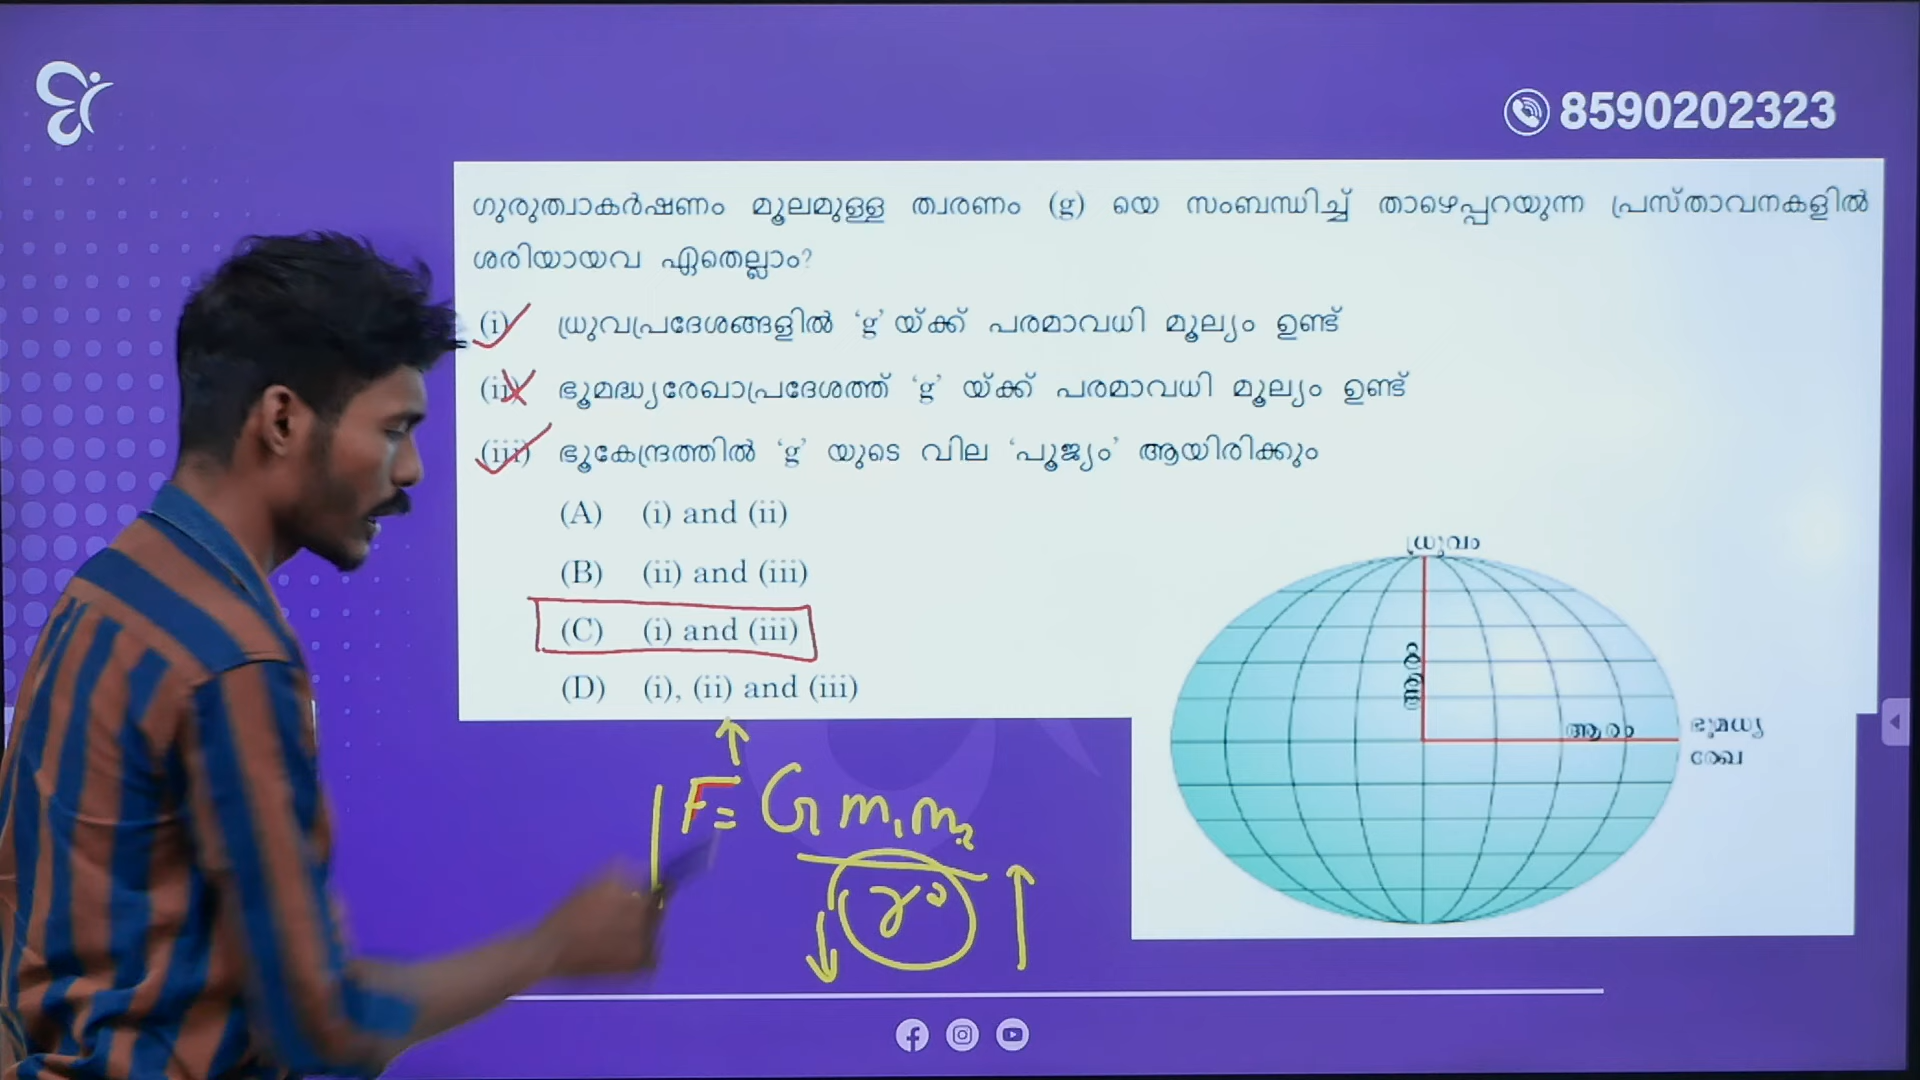 8590202323
ഗുരുത്വാകർഷണം മൂലമുള്ള ത്വരണം (g) യെ സംബന്ധിച്ച് താഴെപ്പറയുന്ന പ്രസ്താവനകളിൽ
ശരിയായവ ഏതെല്ലാം?
(i) ധ്രുവപ്രദേശങ്ങളിൽ 'g' യ്ക്ക് പരമാവധി മൂല്യം ഉണ്ട്
(ii) ഭൂമദ്ധ്യരേഖാപ്രദേശത്ത് 'g' യ്ക്ക് പരമാവധി മൂല്യം ഉണ്ട്
(iii) ഭൂകേന്ദ്രത്തിൽ 'g' യുടെ വില 'പൂജ്യം' ആയിരിക്കും
(A) (i) and (ii)
(B) (ii) and (iii)
(C) (i) and (iii)
(D) (i), (ii) and (iii)
ധ്രുവം
ആരം
ഭൂമധ്യ
രേഖ
F = G m₁m₂
r²